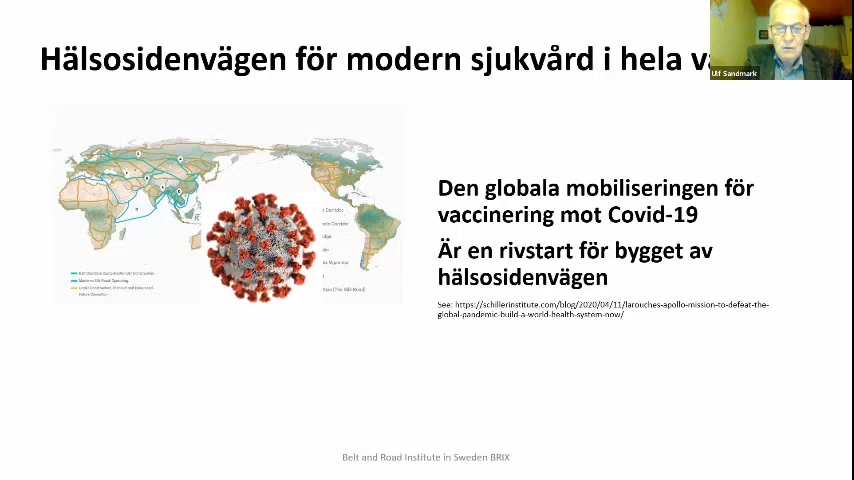 Hälsosidenvägen för modern sjukvård i hela
Ulf Sandmark
Den globala mobiliseringen för
vaccinering mot Covid-19
Är en rivstart för bygget av
hälsosidenvägen
See: https://schillerinstitute.com/blog/2020/04/11/larouches-apollo-mission-to-defeat-the-
global-pandemic-build-a-world-health-system-now/
Corridor
Corridor
Belt and Road Institute in Sweden BRIX